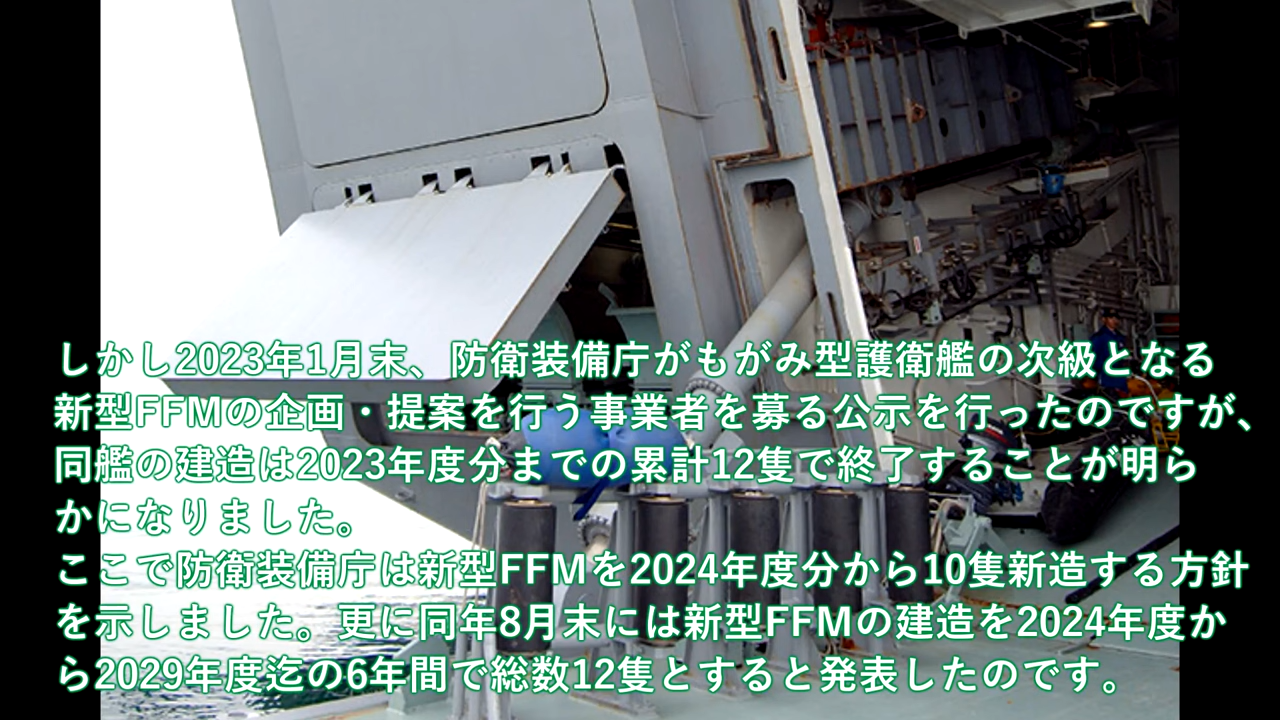 しかし2023年1月末、防衛装備庁がもがみ型護衛艦の次級となる
新型FFMの企画・提案を行う事業者を募る公示を行ったのですが、
同艦の建造は2023年度分までの累計12隻で終了することが明ら
かになりました。
ここで防衛装備庁は新型FFMを2024年度分から10隻新造する方針
を示しました。更に同年8月末には新型FFMの建造を2024年度か
ら2029年度迄の6年間で総数12隻とすると発表したのです。